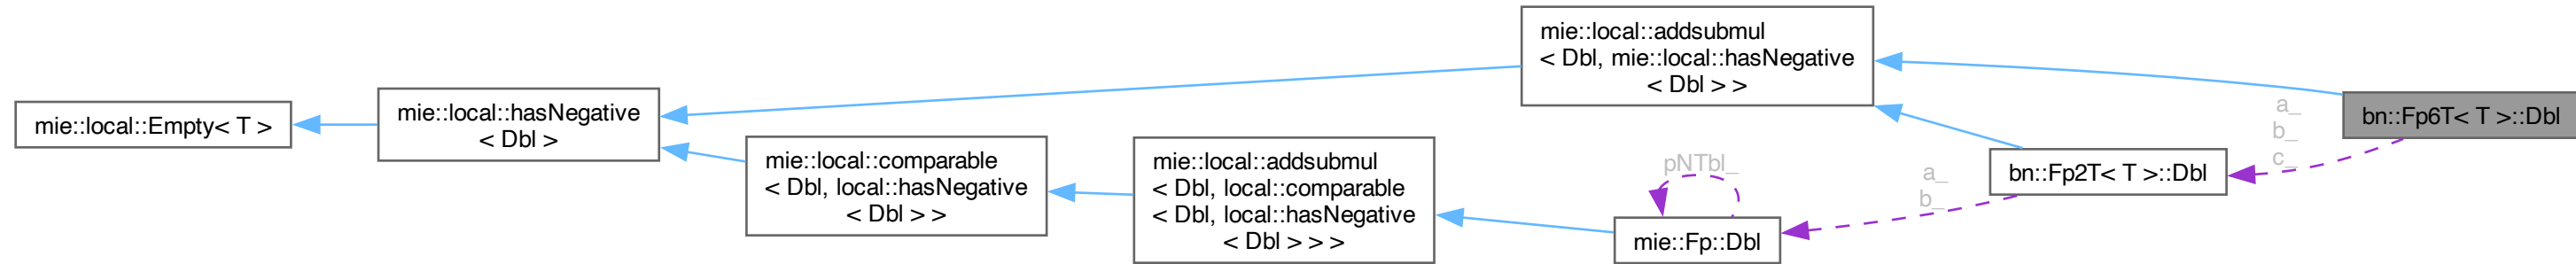 mie::local::Empty< T >
mie::local::hasNegative
< Dbl >
mie::local::comparable
< Dbl, local::hasNegative
< Dbl > >
mie::local::addsubmul
< Dbl, local::comparable
< Dbl, local::hasNegative
< Dbl > > >
mie::local::addsubmul
< Dbl, mie::local::hasNegative
< Dbl > >
pNTbl_
mie::Fp::Dbl
a_
b_
bn::Fp2T< T >::Dbl
a_
b_
c_
bn::Fp6T< T >::Dbl